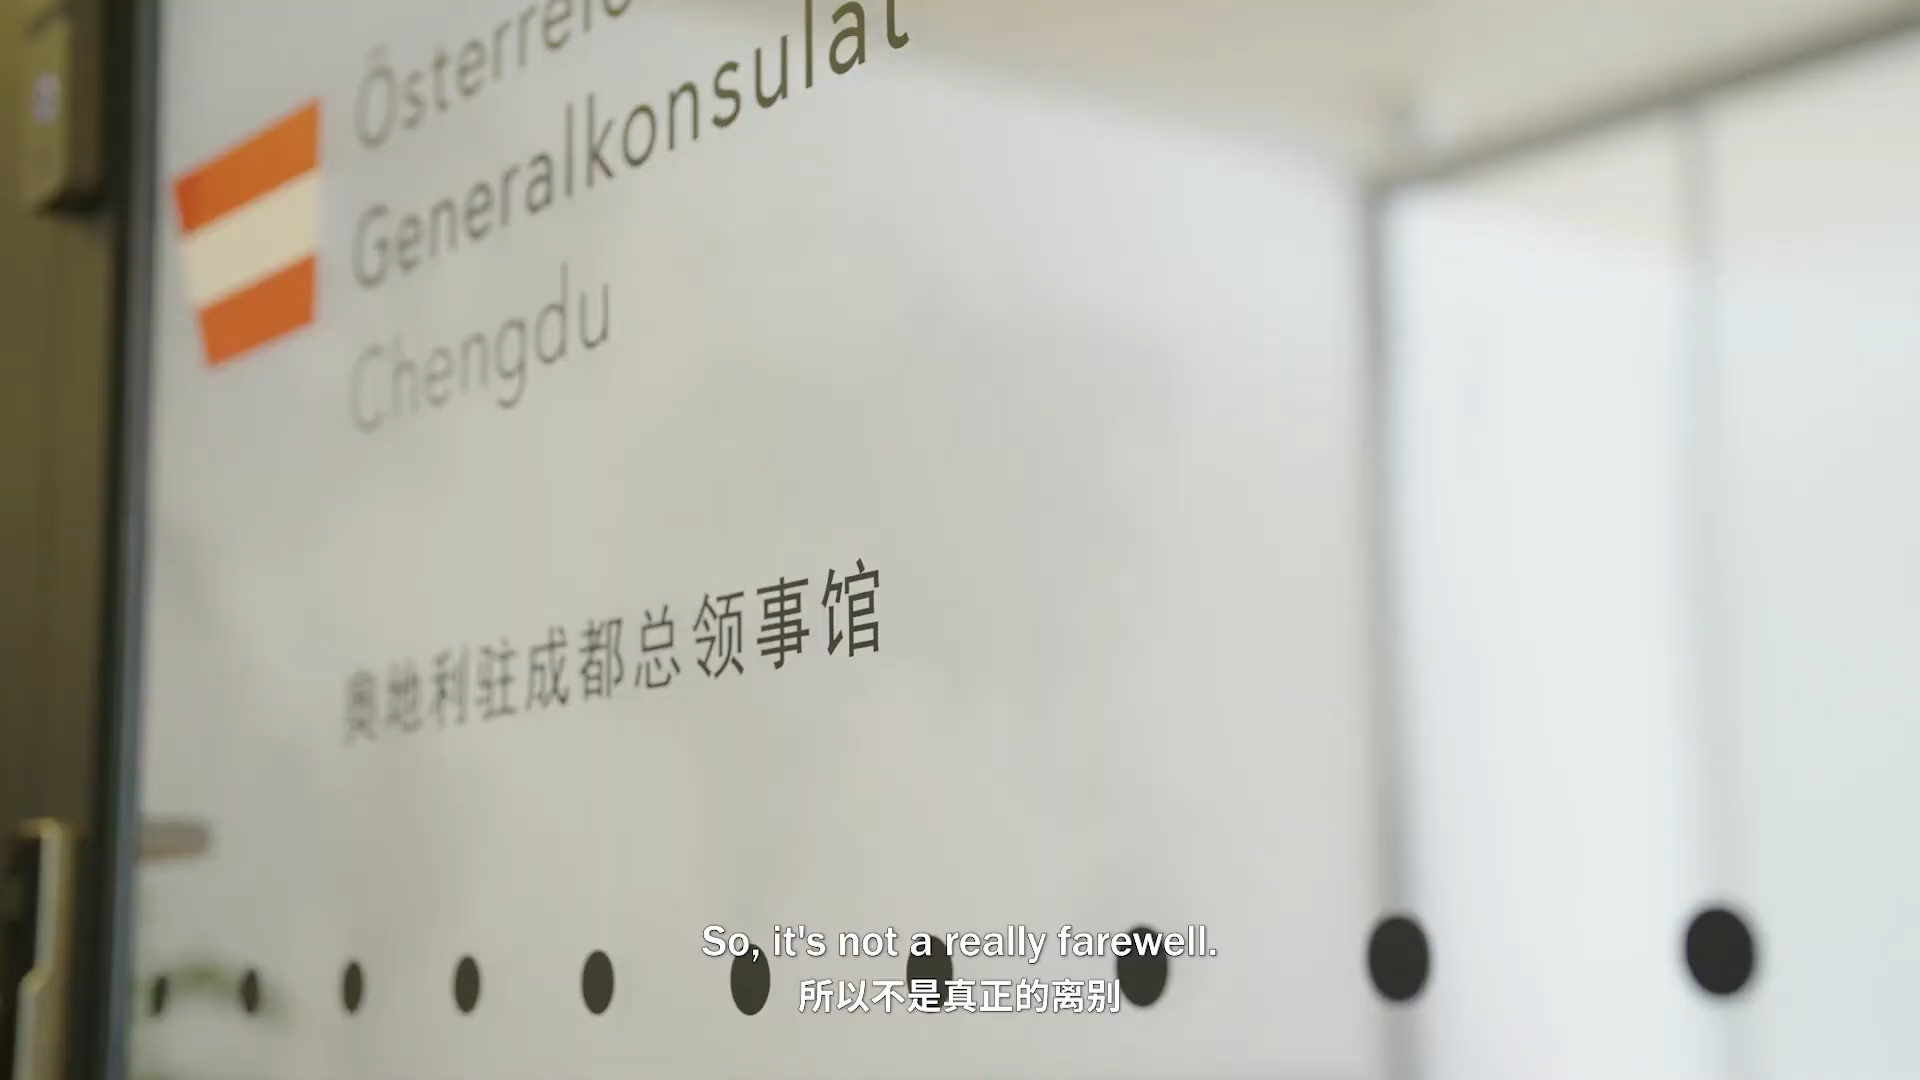 Generalkonsulat
Chengdu
奥地利驻成都总领事馆
So, it's not a really farewell.
所以不是真正的离别